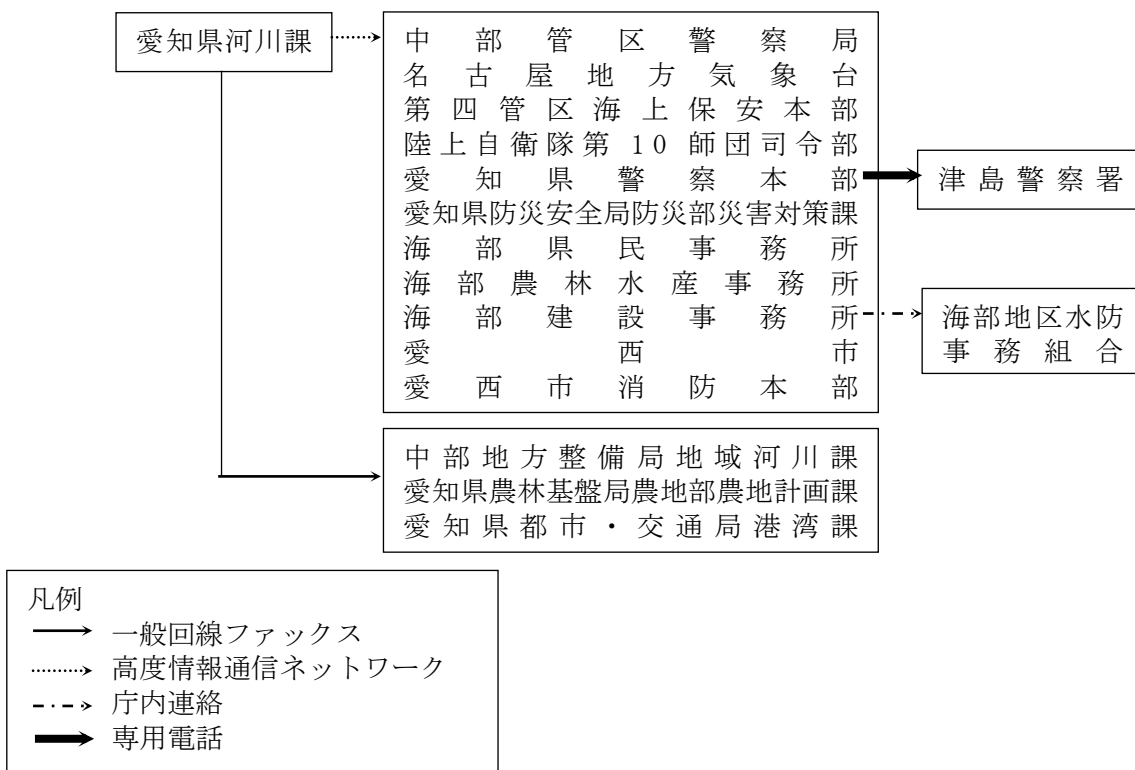 愛知県河川課
中部管区警察局
名古屋地方気象台
第四管区海上保安本部
陸上自衛隊第10師団司令部
愛知県警察本部
愛知県防災安全局防災部災害対策課
海部県民事務所
海部農林水産事務所
海部建設事務所
愛西市
愛西市消防本部
津島警察署
海部地区水防
事務組合
中部地方整備局地域河川課
愛知県農林基盤局農地部農地計画課
愛知県都市・交通局港湾課
凡例
一般回線ファックス
高度情報通信ネットワーク
庁内連絡
専用電話